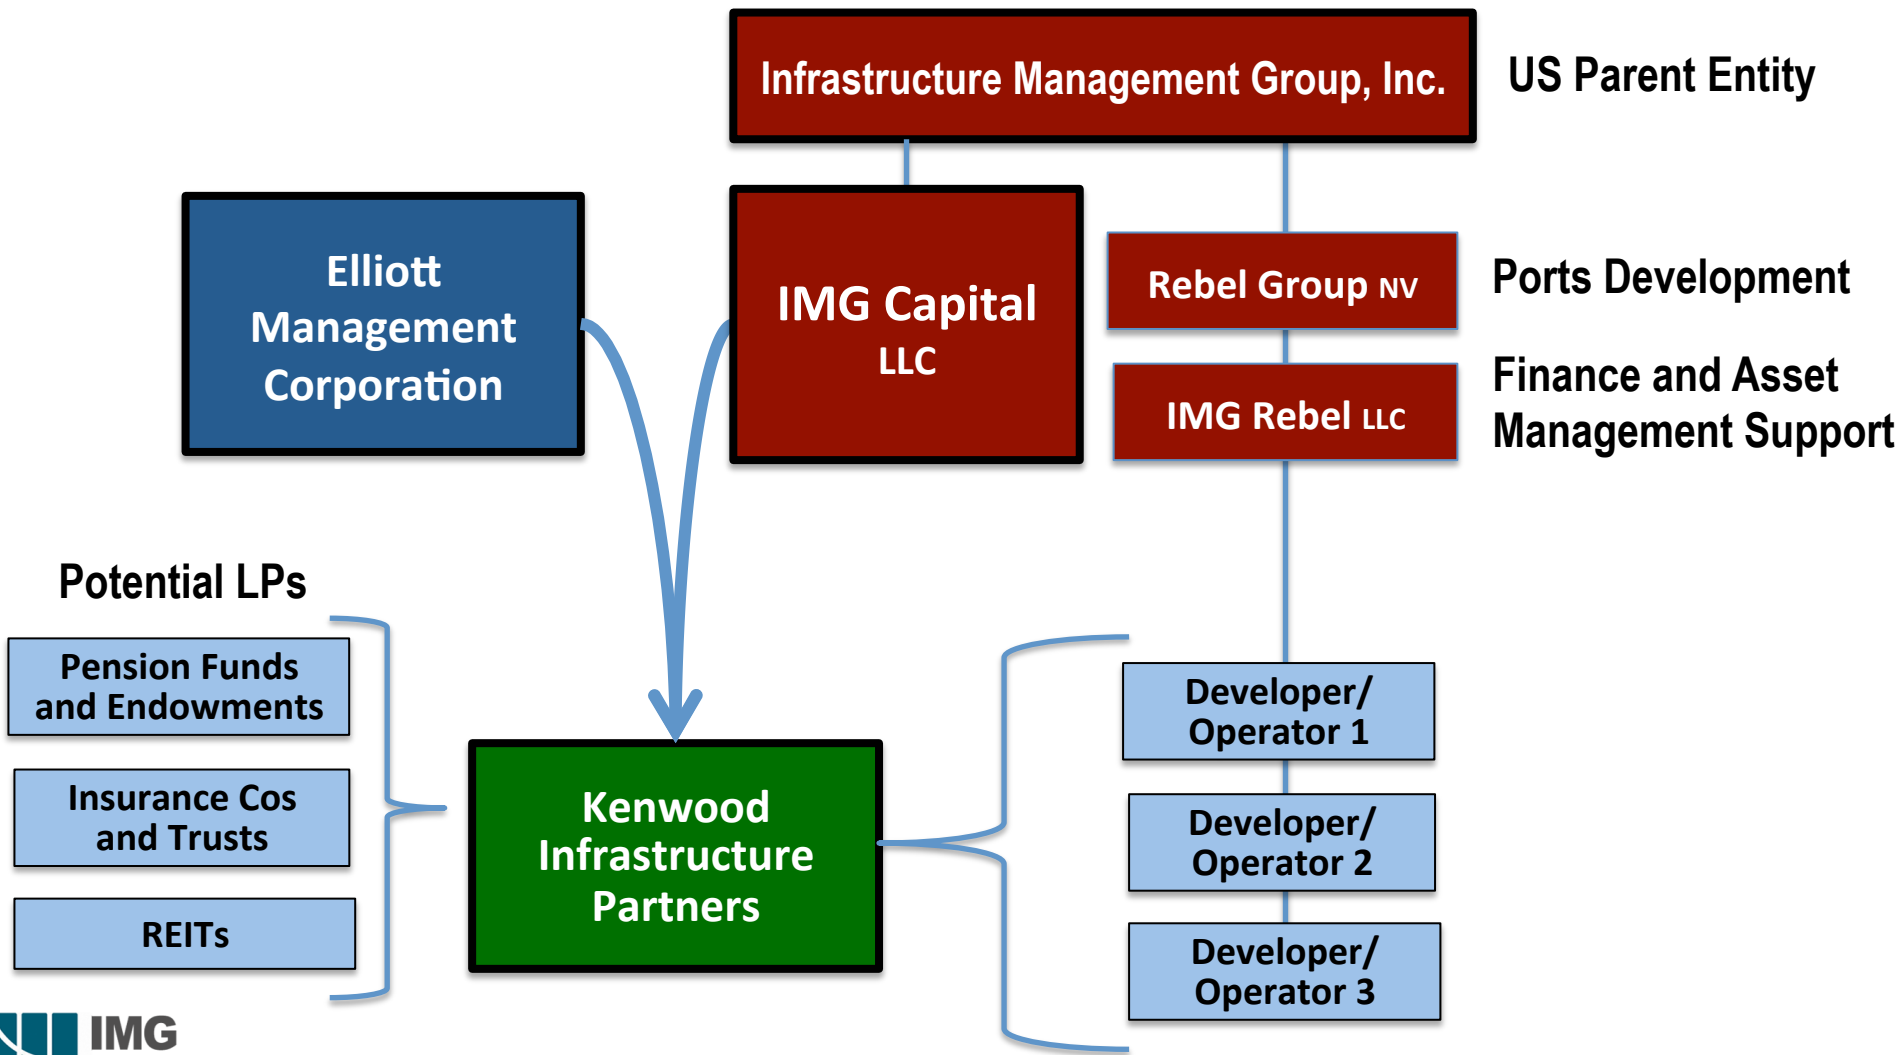 Infrastructure Management Group, Inc.
US Parent Entity
Elliott
Management
Corporation
IMG Capital
LLC
Rebel Group NV
Ports Development
IMG Rebel LLC
Finance and Asset
Management Support
Potential LPs
Pension Funds
and Endowments
Insurance Cos
and Trusts
REITs
Kenwood
Infrastructure
Partners
Developer/
Operator 1
Developer/
Operator 2
Developer/
Operator 3
IMG